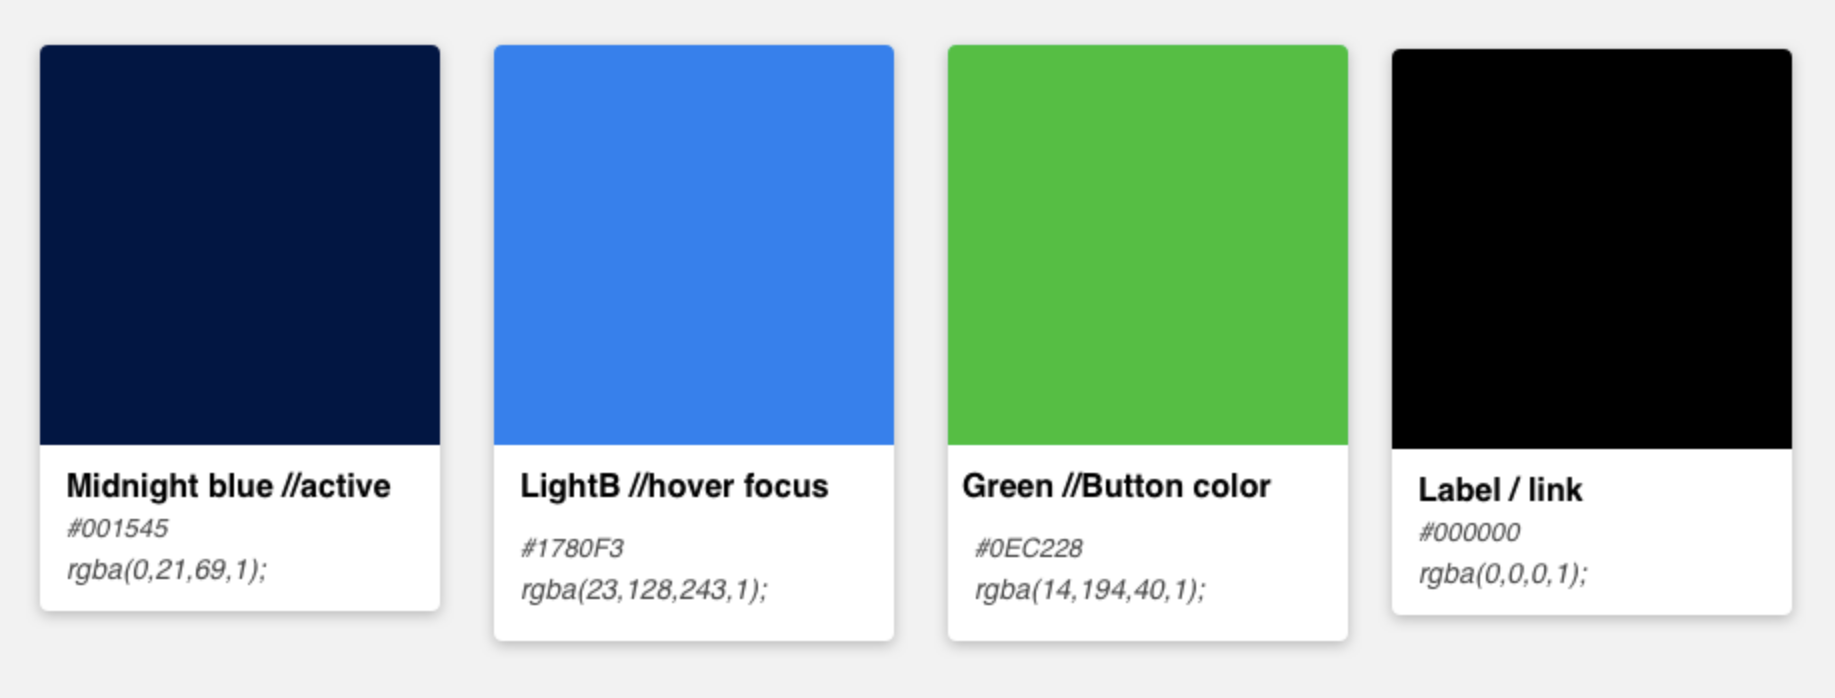 Midnight blue //active
#001545
rgba(0,21,69,1);
LightB //hover focus
#1780F3
rgba(23,128,243,1);
Green //Button color
#0EC228
rgba(14,194,40,1);
Label / link
#000000
rgba(0,0,0,1);